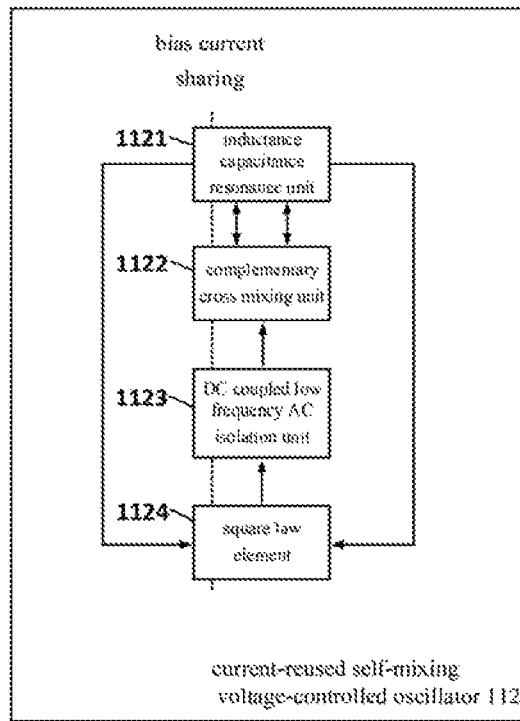 bias current
sharing
1121
inductance
capacitance
resonance unit
1122
complementary
cross mixing unit
1123
DC coupled low
frequency AC
isolation unit
1124
square law
element
current-reused self-mixing
voltage-controlled oscillator 112